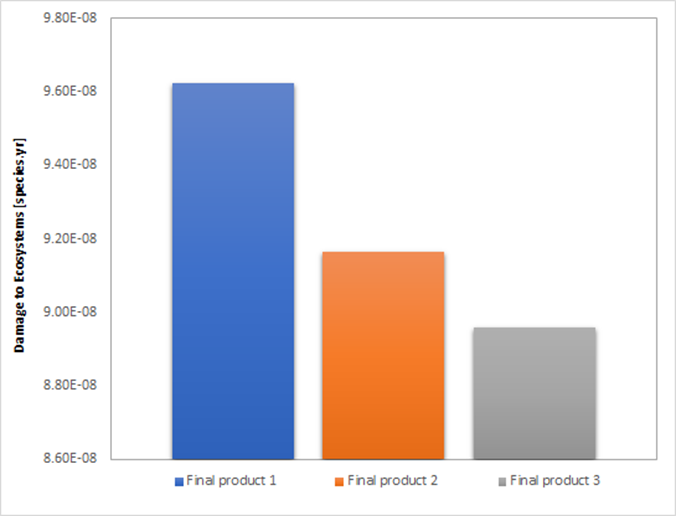 9.80E-08
9.60E-08
9.40E-08
9.20E-08
9.00E-08
8.80E-08
8.60E-08
Damage to Ecosystems [species.yr]
Final product 1 Final product 2 Final product 3